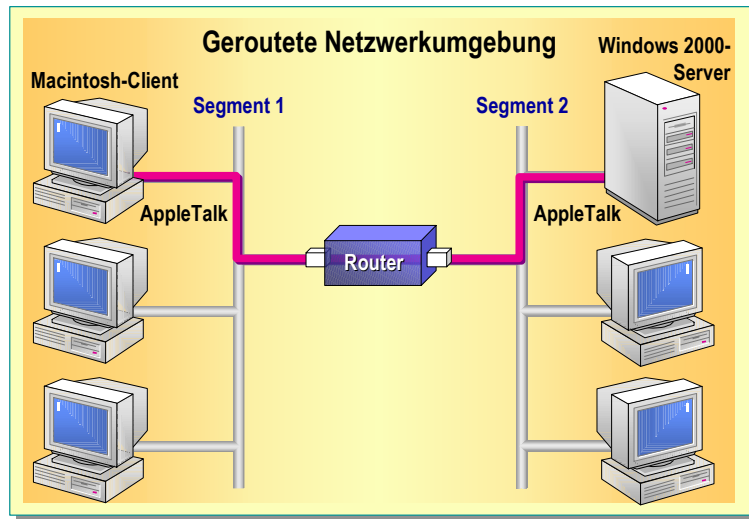 Geroutete Netzwerkumgebung
Windows 2000-
Server
Macintosh-Client
Segment 1
Segment 2
AppleTalk
AppleTalk
Router